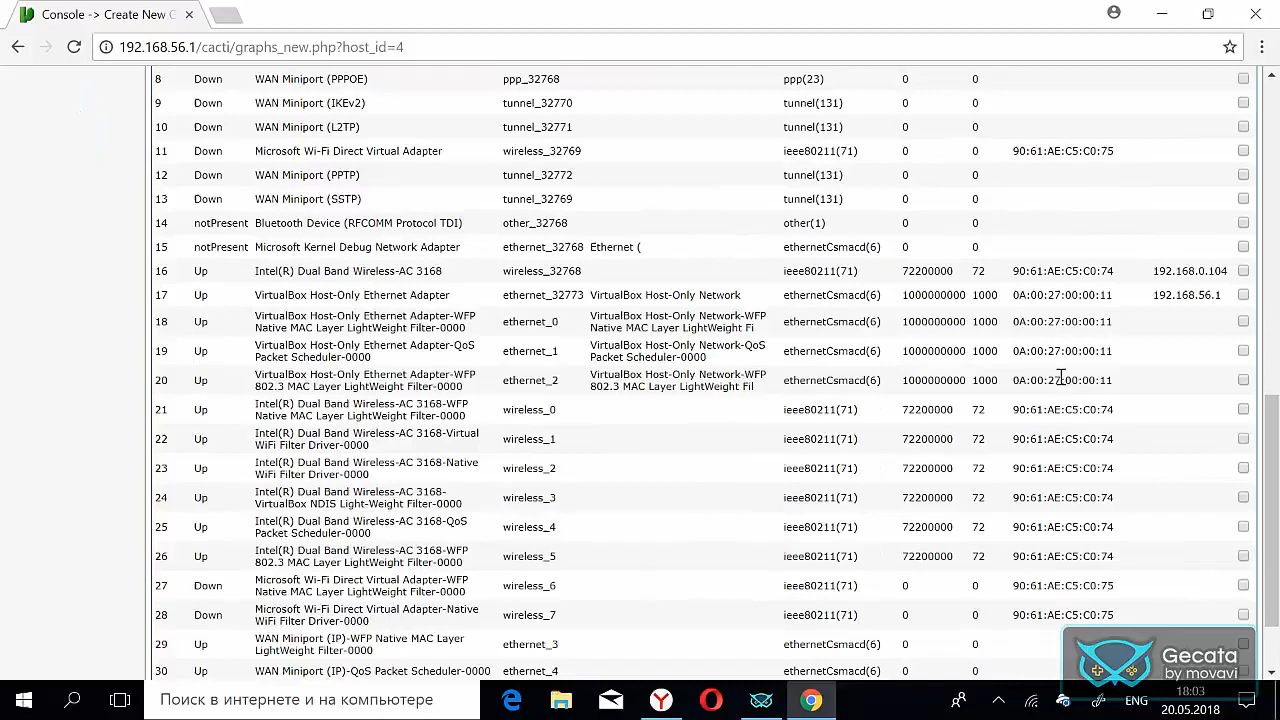 Console -> Create New G
192.168.56.1/cacti/graphs_new.php?host_id=4
8 Down WAN Miniport (PPPOE) ppp_32768 ppp(23) 0 0
9 Down WAN Miniport (IKEv2) tunnel_32770 tunnel(131) 0 0
10 Down WAN Miniport (L2TP) tunnel_32771 tunnel(131) 0 0
11 Down Microsoft Wi-Fi Direct Virtual Adapter wireless_32769 ieee80211(71) 0 0 90:61:AE:C5:C0:75
12 Down WAN Miniport (PPTP) tunnel_32772 tunnel(131) 0 0
13 Down WAN Miniport (SSTP) tunnel_32769 tunnel(131) 0 0
14 notPresent Bluetooth Device (RFCOMM Protocol TDI) other_32768 other(1) 0 0
15 notPresent Microsoft Kernel Debug Network Adapter ethernet_32768 Ethernet ( ethernetCsmacd(6) 0 0
16 Up Intel(R) Dual Band Wireless-AC 3168 wireless_32768 ieee80211(71) 72200000 72 90:61:AE:C5:C0:74 192.168.0.104
17 Up VirtualBox Host-Only Ethernet Adapter ethernet_32773 VirtualBox Host-Only Network ethernetCsmacd(6) 1000000000 1000 0A:00:27:00:00:11 192.168.56.1
18 Up VirtualBox Host-Only Ethernet Adapter-WFP Native MAC Layer LightWeight Filter-0000 ethernet_0 VirtualBox Host-Only Network-WFP Native MAC Layer LightWeight Fi ethernetCsmacd(6) 1000000000 1000 0A:00:27:00:00:11
19 Up VirtualBox Host-Only Ethernet Adapter-QoS Packet Scheduler-0000 ethernet_1 VirtualBox Host-Only Network-QoS Packet Scheduler-0000 ethernetCsmacd(6) 1000000000 1000 0A:00:27:00:00:11
20 Up VirtualBox Host-Only Ethernet Adapter-WFP 802.3 MAC Layer LightWeight Filter-0000 ethernet_2 VirtualBox Host-Only Network-WFP 802.3 MAC Layer LightWeight Fil ethernetCsmacd(6) 1000000000 1000 0A:00:27:00:00:11
21 Up Intel(R) Dual Band Wireless-AC 3168-WFP Native MAC Layer LightWeight Filter-0000 wireless_0 ieee80211(71) 72200000 72 90:61:AE:C5:C0:74
22 Up Intel(R) Dual Band Wireless-AC 3168-Virtual WiFi Filter Driver-0000 wireless_1 ieee80211(71) 72200000 72 90:61:AE:C5:C0:74
23 Up Intel(R) Dual Band Wireless-AC 3168-Native WiFi Filter Driver-0000 wireless_2 ieee80211(71) 72200000 72 90:61:AE:C5:C0:74
24 Up Intel(R) Dual Band Wireless-AC 3168-VirtualBox NDIS Light-Weight Filter-0000 wireless_3 ieee80211(71) 72200000 72 90:61:AE:C5:C0:74
25 Up Intel(R) Dual Band Wireless-AC 3168-QoS Packet Scheduler-0000 wireless_4 ieee80211(71) 72200000 72 90:61:AE:C5:C0:74
26 Up Intel(R) Dual Band Wireless-AC 3168-WFP 802.3 MAC Layer LightWeight Filter-0000 wireless_5 ieee80211(71) 72200000 72 90:61:AE:C5:C0:74
27 Down Microsoft Wi-Fi Direct Virtual Adapter-WFP Native MAC Layer LightWeight Filter-0000 wireless_6 ieee80211(71) 0 0 90:61:AE:C5:C0:75
28 Down Microsoft Wi-Fi Direct Virtual Adapter-Native WiFi Filter Driver-0000 wireless_7 ieee80211(71) 0 0 90:61:AE:C5:C0:75
29 Up WAN Miniport (IP)-WFP Native MAC Layer LightWeight Filter-0000 ethernet_3 ethernetCsmacd(6) 0 0
30 Up WAN Miniport (IP)-QoS Packet Scheduler-0000 ethernet_4 ethernetCsmacd(6) 0 0
Gecata
by movavi
Поиск в интернете и на компьютере
ENG
18:03
20.05.2018